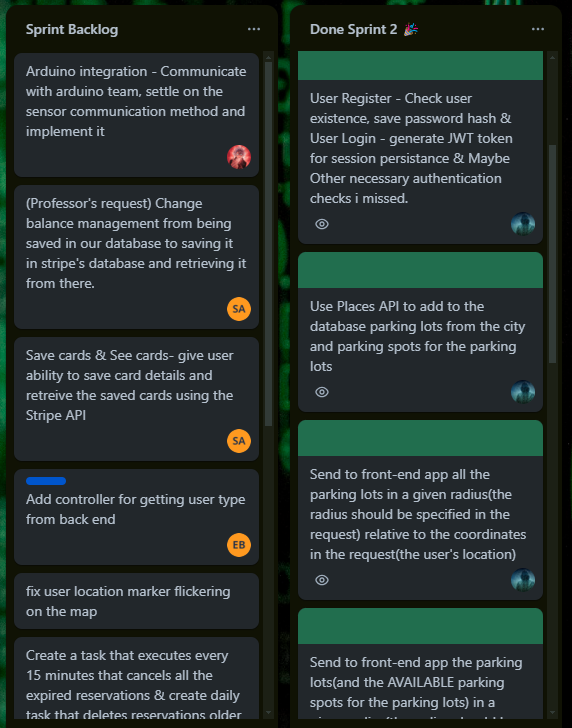 Sprint Backlog
Arduino integration - Communicate
with arduino team, settle on the
sensor communication method and
implement it
(Professor's request) Change
balance management from being
saved in our database to saving it
in stripe's database and retrieving it
from there.
SA
Save cards & See cards- give user
ability to save card details and
retreive the saved cards using the
Stripe API
SA
Add controller for getting user type
from back end
EB
fix user location marker flickering
on the map
Create a task that executes every
15 minutes that cancels all the
expired reservations & create daily
task that deletes reservations older
Done Sprint 2 🎉
User Register - Check user
existence, save password hash &
User Login - generate JWT token
for session persistance & Maybe
Other necessary authentication
checks i missed.
Use Places API to add to the
database parking lots from the city
and parking spots for the parking
lots
Send to front-end app all the
parking lots in a given radius(the
radius should be specified in the
request) relative to the coordinates
in the request(the user's location)
Send to front-end app the parking
lots(and the AVAILABLE parking
spots for the parking lots) in a